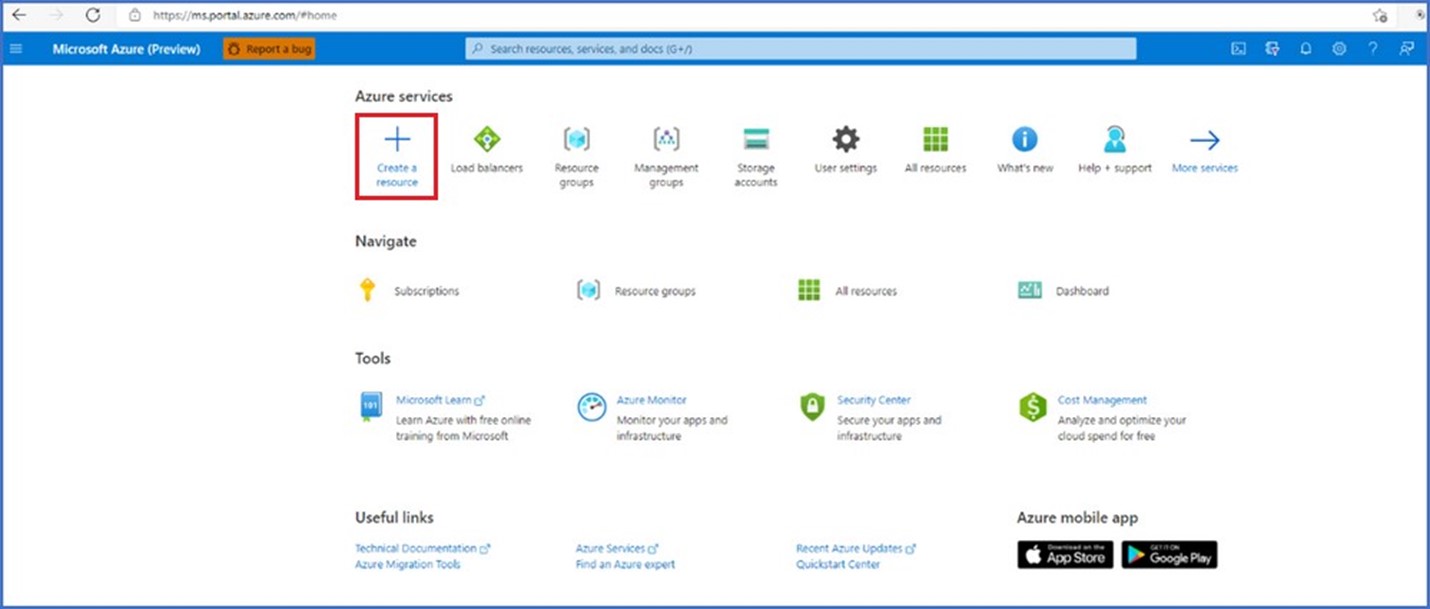 https://ms.portal.azure.com/#home
Microsoft Azure (Preview)
Report a bug
Search resources, services, and docs (G+/)
Azure services
Create a
resource
Load balancers
Resource
groups
Management
groups
Storage
accounts
User settings
All resources
What's new
Help + support
More services
Navigate
Subscriptions
Resource groups
All resources
Dashboard
Tools
101
Microsoft Learn
Learn Azure with free online
training from Microsoft
Azure Monitor
Monitor your apps and
infrastructure
Security Center
Secure your apps and
infrastructure
Cost Management
Analyze and optimize your
cloud spend for free
Useful links
Technical Documentation
Azure Services
Recent Azure Updates
Azure Migration Tools
Find an Azure expert
Quickstart Center
Azure mobile app
Download on the
App Store
GET IT ON
Google Play